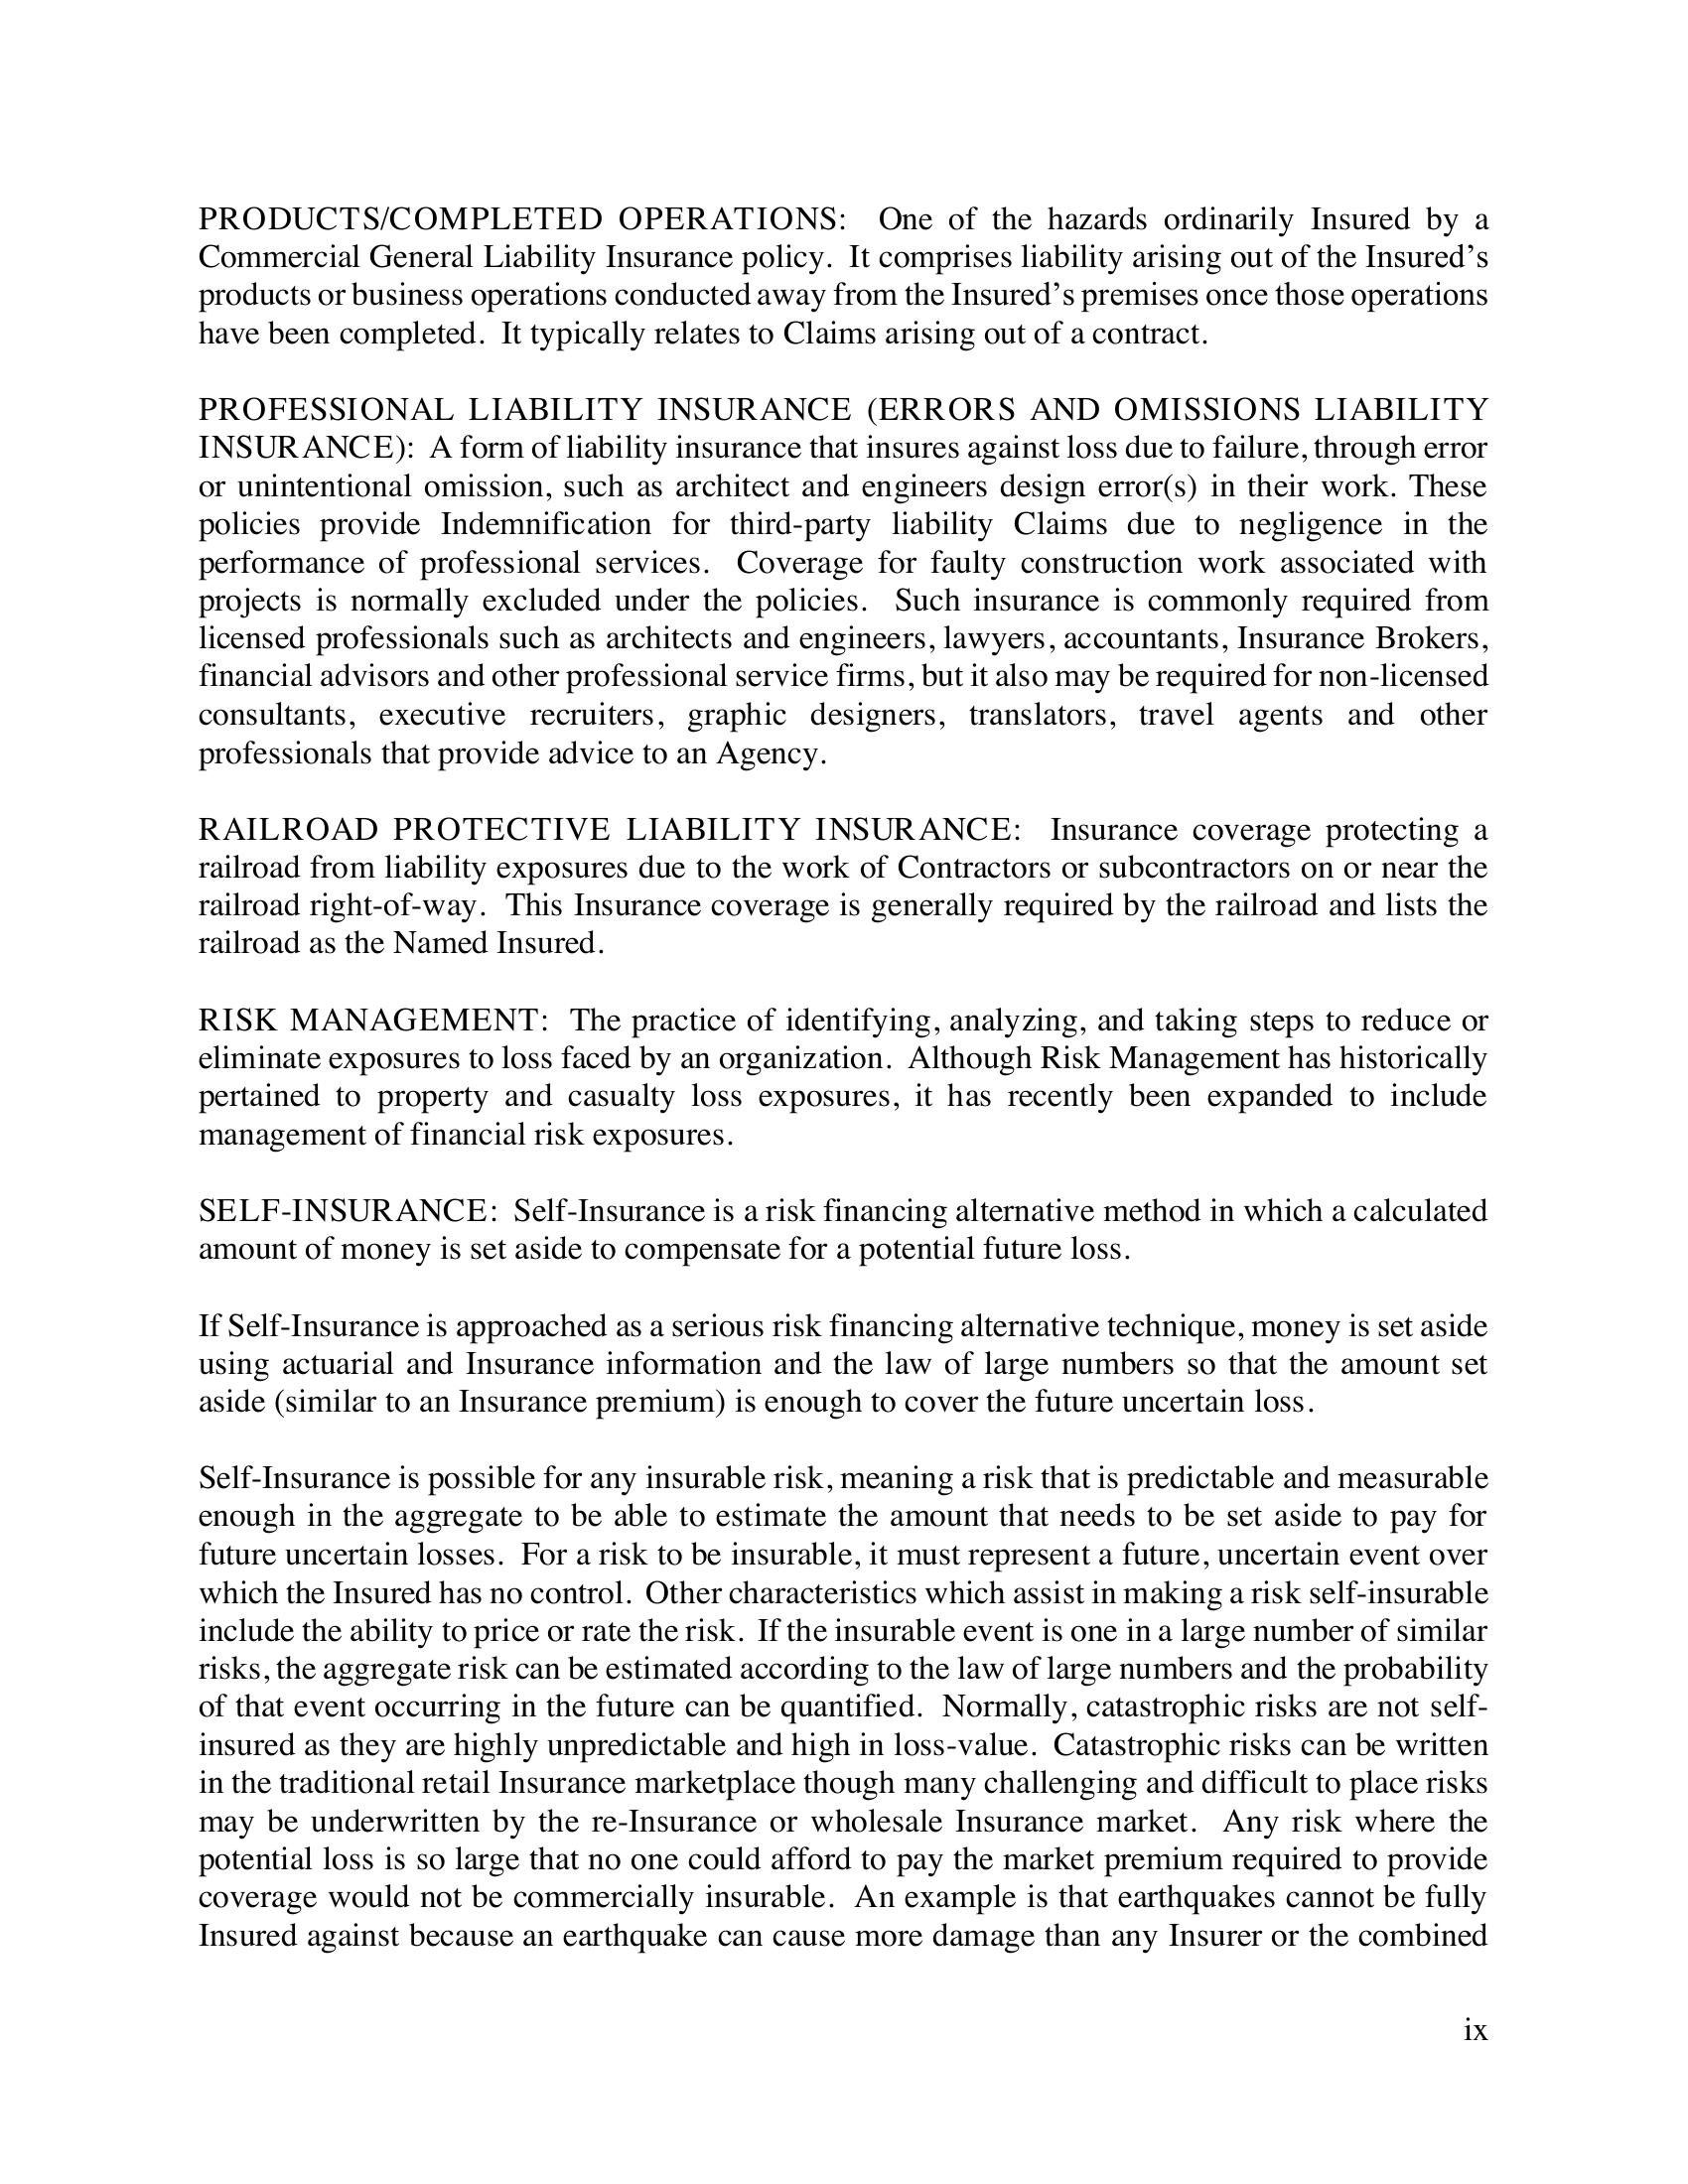 PRODUCTS/COMPLETED OPERATIONS:  One of the hazards ordinarily Insured by a
Commercial General Liability Insurance policy.  It comprises liability arising out of the Insured’s
products or business operations conducted away from the Insured’s premises once those operations
have been completed.  It typically relates to Claims arising out of a contract.
PROFESSIONAL LIABILITY INSURANCE (ERRORS AND OMISSIONS LIABILITY
INSURANCE):  A form of liability insurance that insures against loss due to failure, through error
or unintentional omission, such as architect and engineers design error(s) in their work. These
policies provide Indemnification for third-party liability Claims due to negligence in the
performance of professional services.  Coverage for faulty construction work associated with
projects is normally excluded under the policies.  Such insurance is commonly required from
licensed professionals such as architects and engineers, lawyers, accountants, Insurance Brokers,
financial advisors and other professional service firms, but it also may be required for non-licensed
consultants, executive recruiters, graphic designers, translators, travel agents and other
professionals that provide advice to an Agency.
RAILROAD PROTECTIVE LIABILITY INSURANCE:  Insurance coverage protecting a
railroad from liability exposures due to the work of Contractors or subcontractors on or near the
railroad right-of-way.  This Insurance coverage is generally required by the railroad and lists the
railroad as the Named Insured.
RISK MANAGEMENT:  The practice of identifying, analyzing, and taking steps to reduce or
eliminate exposures to loss faced by an organization.  Although Risk Management has historically
pertained to property and casualty loss exposures, it has recently been expanded to include
management of financial risk exposures.
SELF-INSURANCE:  Self-Insurance is a risk financing alternative method in which a calculated
amount of money is set aside to compensate for a potential future loss.
If Self-Insurance is approached as a serious risk financing alternative technique, money is set aside
using actuarial and Insurance information and the law of large numbers so that the amount set
aside (similar to an Insurance premium) is enough to cover the future uncertain loss.
Self-Insurance is possible for any insurable risk, meaning a risk that is predictable and measurable
enough in the aggregate to be able to estimate the amount that needs to be set aside to pay for
future uncertain losses.  For a risk to be insurable, it must represent a future, uncertain event over
which the Insured has no control.  Other characteristics which assist in making a risk self-insurable
include the ability to price or rate the risk.  If the insurable event is one in a large number of similar
risks, the aggregate risk can be estimated according to the law of large numbers and the probability
of that event occurring in the future can be quantified.  Normally, catastrophic risks are not self-
insured as they are highly unpredictable and high in loss-value.  Catastrophic risks can be written
in the traditional retail Insurance marketplace though many challenging and difficult to place risks
may be underwritten by the re-Insurance or wholesale Insurance market.  Any risk where the
potential loss is so large that no one could afford to pay the market premium required to provide
coverage would not be commercially insurable.  An example is that earthquakes cannot be fully
Insured against because an earthquake can cause more damage than any Insurer or the combined
ix